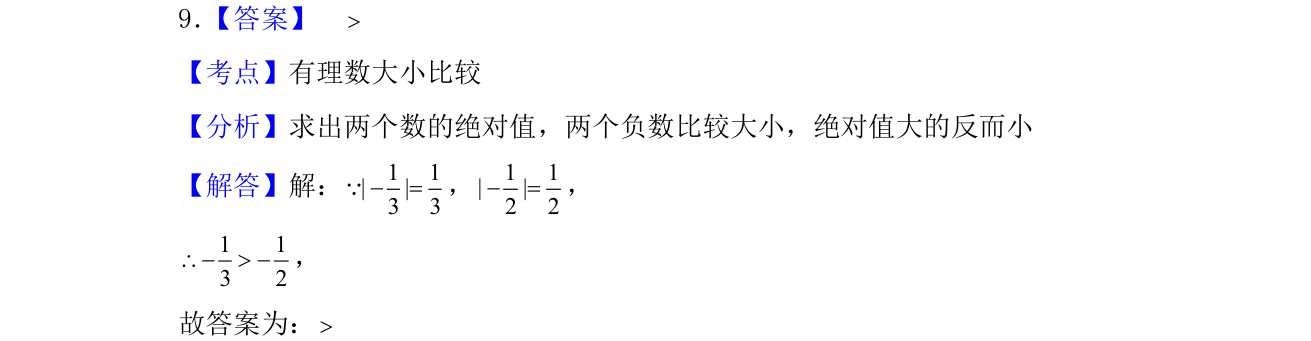 9.【答案】 >
【考点】有理数大小比较
【分析】求出两个数的绝对值，两个负数比较大小，绝对值大的反而小
【解答】解：∵|−1/3|=1/3，|−1/2|=1/2，
∴−1/3>−1/2，
故答案为：>